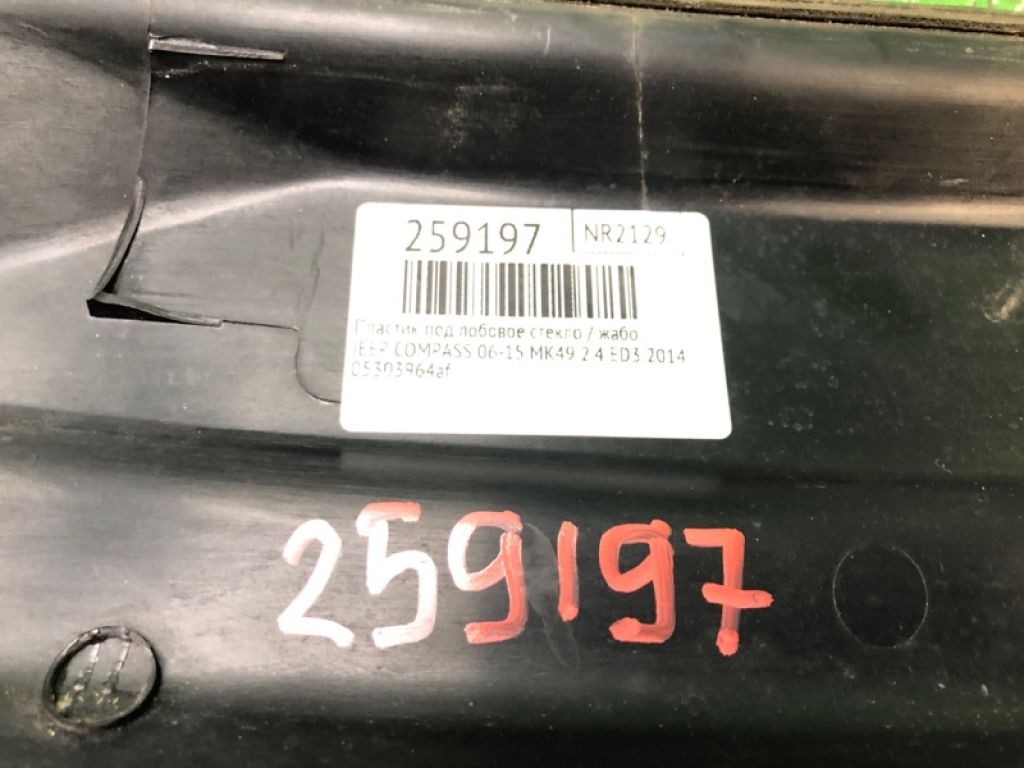 259197 NR2129
Пластик под лобовое стекло / жабо
JEEP COMPASS 06-15 MK49 2.4 ED3 2014
05303964af
259197